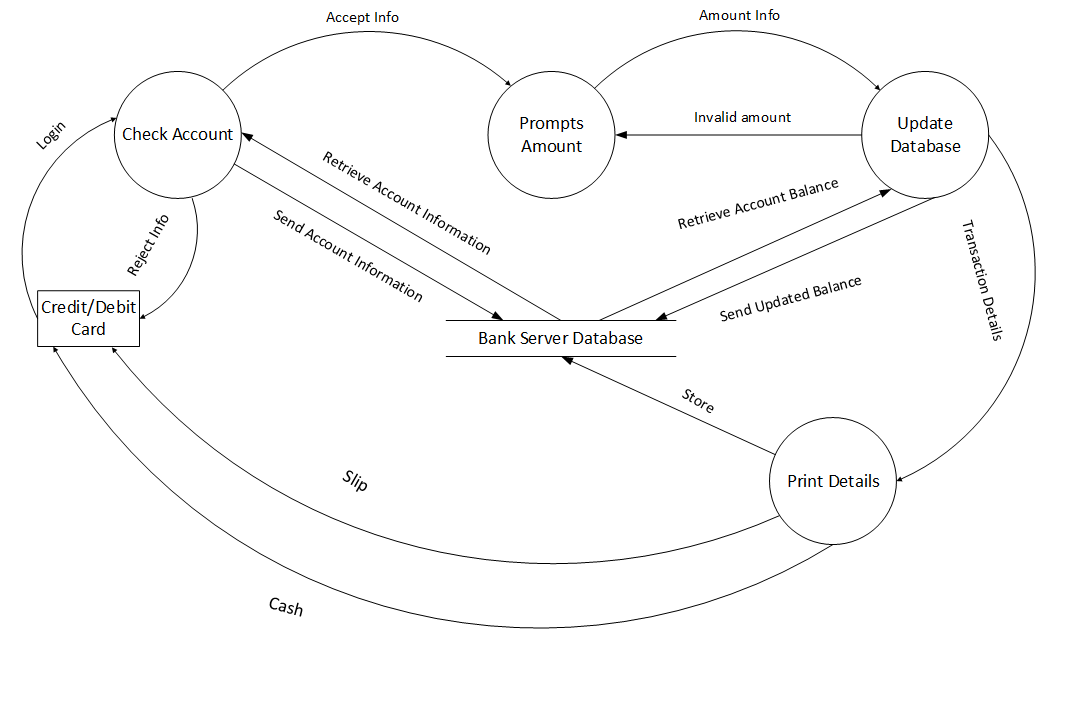 Accept Info
Amount Info
Login
Check Account
Prompts
Amount
Invalid amount
Update
Database
Retrieve Account Information
Send Account Information
Retrieve Account Balance
Send Updated Balance
Reject Info
Transaction Details
Credit/Debit
Card
Bank Server Database
Store
Slip
Print Details
Cash